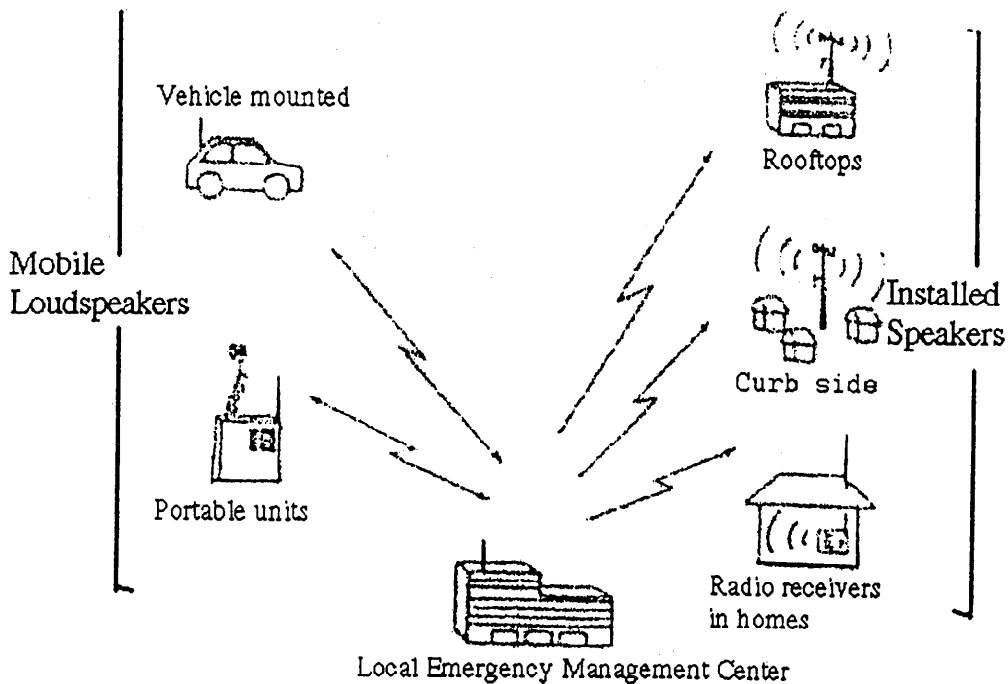 Vehicle mounted
Rooftops
Mobile
Loudspeakers
Installed
Speakers
Curb side
Portable units
Radio receivers
in homes
Local Emergency Management Center